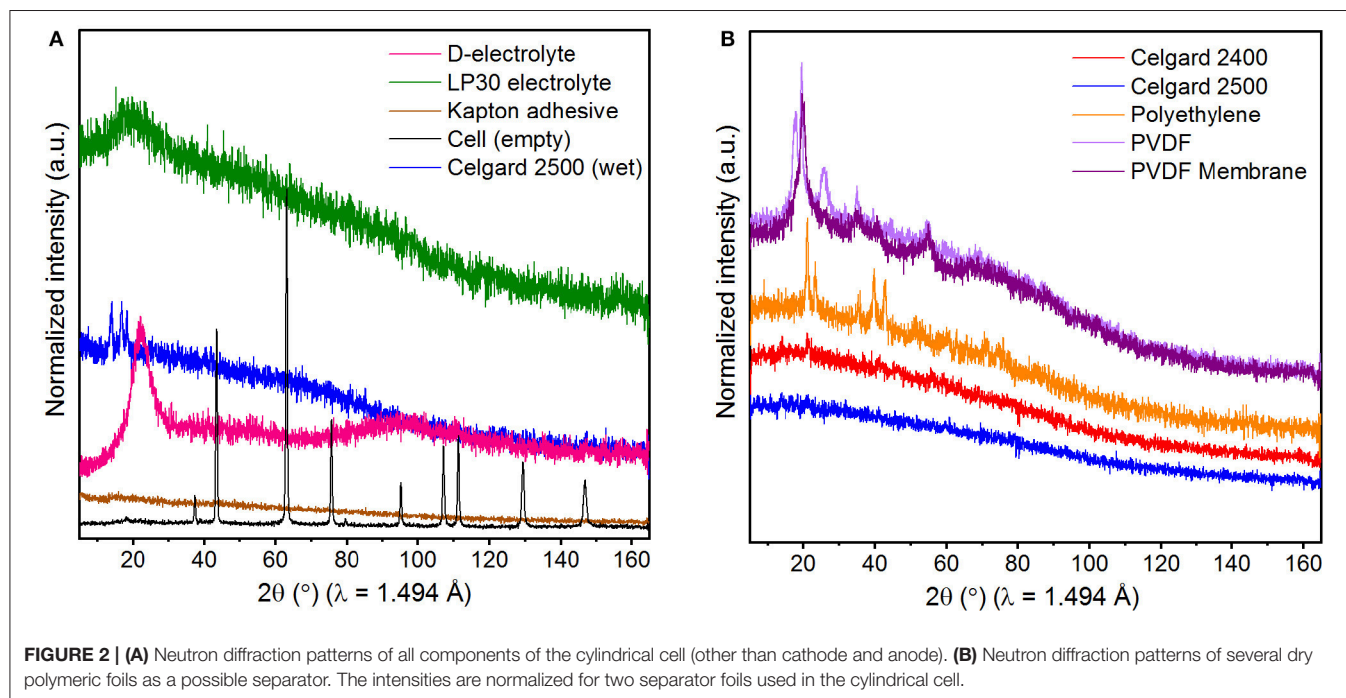 A
D-electrolyte
LP30 electrolyte
Kapton adhesive
Cell (empty)
Celgard 2500 (wet)
Normalized intensity (a.u.)
20 40 60 80 100 120 140 160
2θ (°) (λ = 1.494 Å)
B
Celgard 2400
Celgard 2500
Polyethylene
PVDF
PVDF Membrane
Normalized intensity (a.u.)
20 40 60 80 100 120 140 160
2θ (°) (λ = 1.494 Å)
FIGURE 2 | (A) Neutron diffraction patterns of all components of the cylindrical cell (other than cathode and anode). (B) Neutron diffraction patterns of several dry
polymeric foils as a possible separator. The intensities are normalized for two separator foils used in the cylindrical cell.